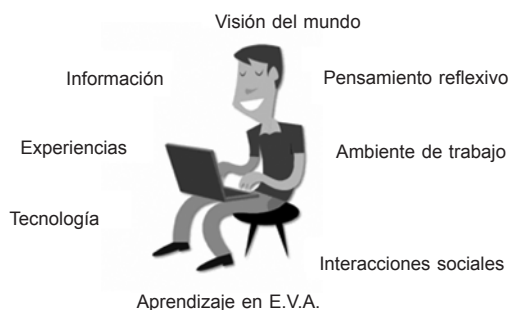 Visión del mundo
Información
Pensamiento reflexivo
Experiencias
Ambiente de trabajo
Tecnología
Interacciones sociales
Aprendizaje en E.V.A.